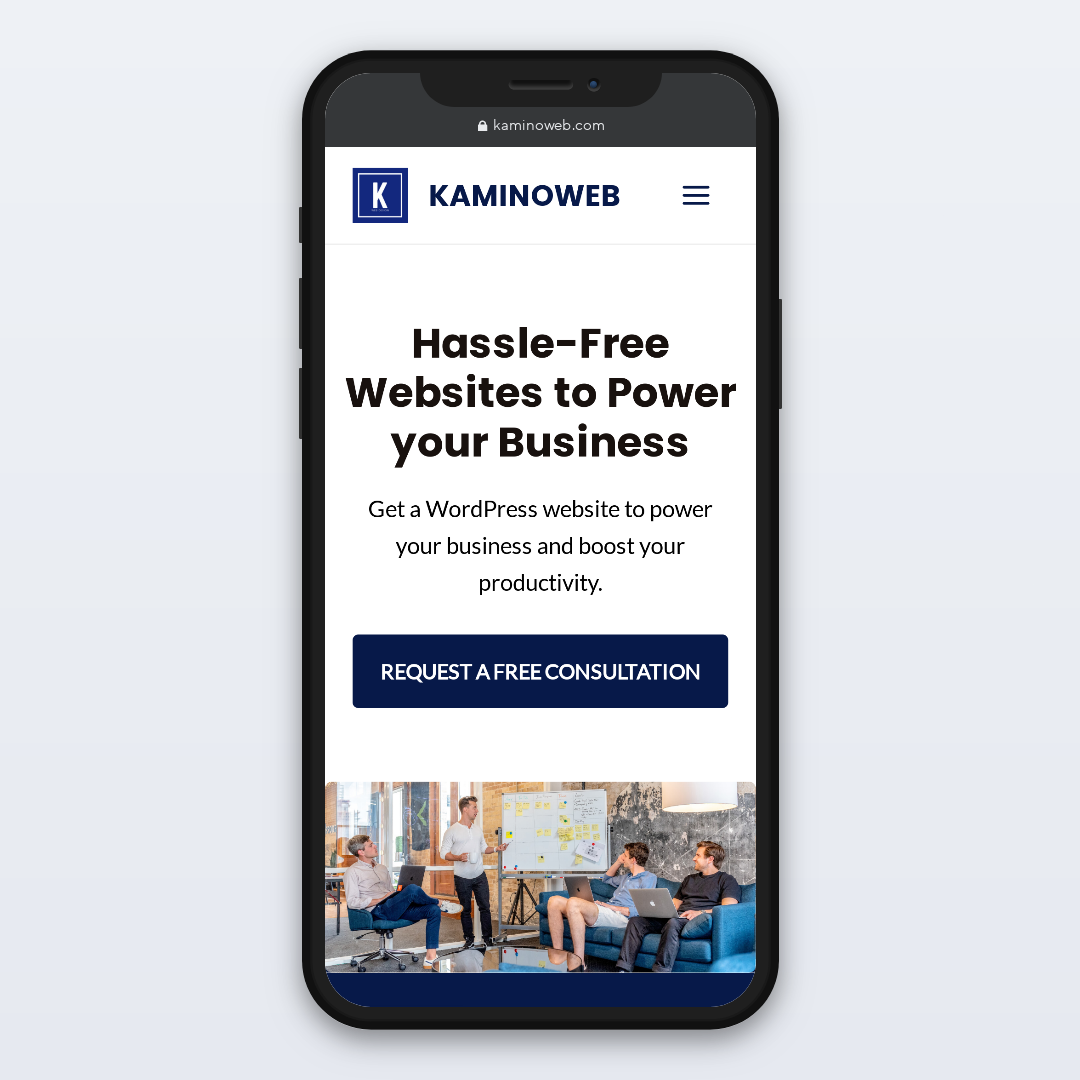 kaminoweb.com
K
KAMINOWEB
Hassle-Free
Websites to Power
your Business
Get a WordPress website to power
your business and boost your
productivity.
REQUEST A FREE CONSULTATION